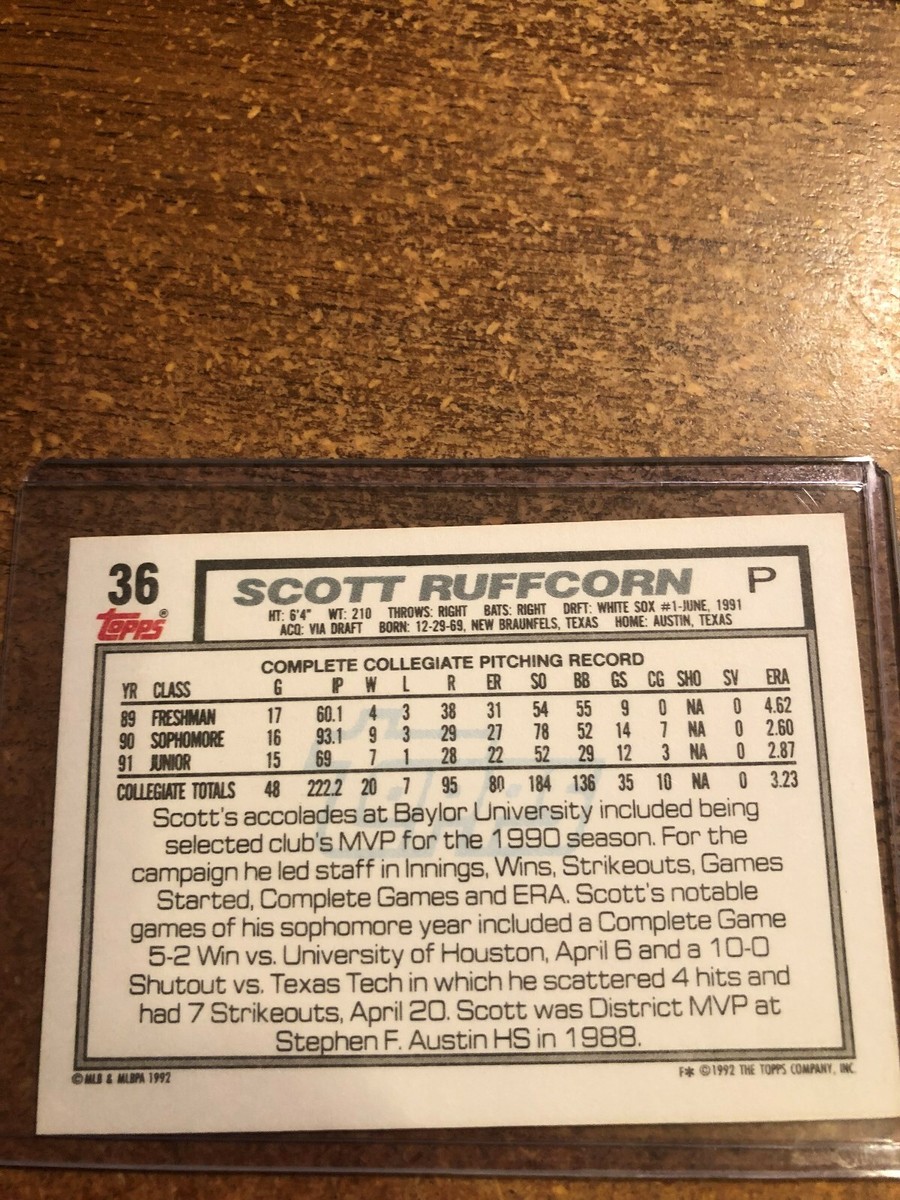 36
SCOTT RUFFCORN P
topps®
HT: 6'4" WT: 210 THROWS: RIGHT BATS: RIGHT DRFT: WHITE SOX #1-JUNE, 1991
ACQ: VIA DRAFT BORN: 12-29-69, NEW BRAUNFELS, TEXAS HOME: AUSTIN, TEXAS
COMPLETE COLLEGIATE PITCHING RECORD
YR CLASS G IP W L R ER SO BB GS CG SHO SV ERA
89 FRESHMAN 17 60.1 4 3 38 31 54 55 9 0 NA 0 4.62
90 SOPHOMORE 16 93.1 9 3 29 27 78 52 14 7 NA 0 2.60
91 JUNIOR 15 69 7 1 28 22 52 29 12 3 NA 0 2.87
COLLEGIATE TOTALS 48 222.2 20 7 95 80 184 136 35 10 NA 0 3.23
Scott's accolades at Baylor University included being
selected club's MVP for the 1990 season. For the
campaign he led staff in Innings, Wins, Strikeouts, Games
Started, Complete Games and ERA. Scott's notable
games of his sophomore year included a Complete Game
5-2 Win vs. University of Houston, April 6 and a 10-0
Shutout vs. Texas Tech in which he scattered 4 hits and
had 7 Strikeouts, April 20. Scott was District MVP at
Stephen F. Austin HS in 1988.
© MLB & MLBPA 1992
F* © 1992 THE TOPPS COMPANY, INC.